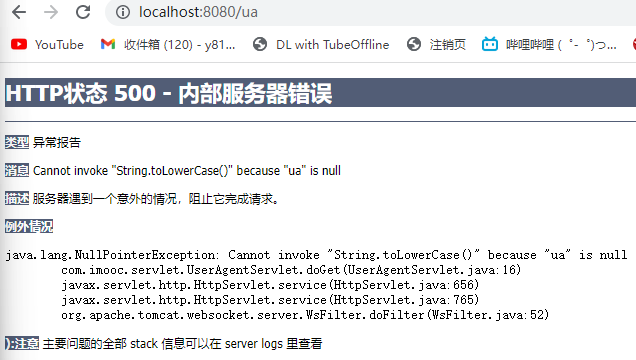 localhost:8080/ua
YouTube 收件箱 (120) - y81... DL with TubeOffline 注销页 哔哩哔哩 (゜-゜)つ...
HTTP状态 500 - 内部服务器错误
类型 异常报告
消息 Cannot invoke "String.toLowerCase()" because "ua" is null
描述 服务器遇到一个意外的情况，阻止它完成请求。
例外情况
java.lang.NullPointerException: Cannot invoke "String.toLowerCase()" because "ua" is null
com.imooc.servlet.UserAgentServlet.doGet(UserAgentServlet.java:16)
javax.servlet.http.HttpServlet.service(HttpServlet.java:656)
javax.servlet.http.HttpServlet.service(HttpServlet.java:765)
org.apache.tomcat.websocket.server.WsFilter.doFilter(WsFilter.java:52)
):注意 主要问题的全部 stack 信息可以在 server logs 里查看